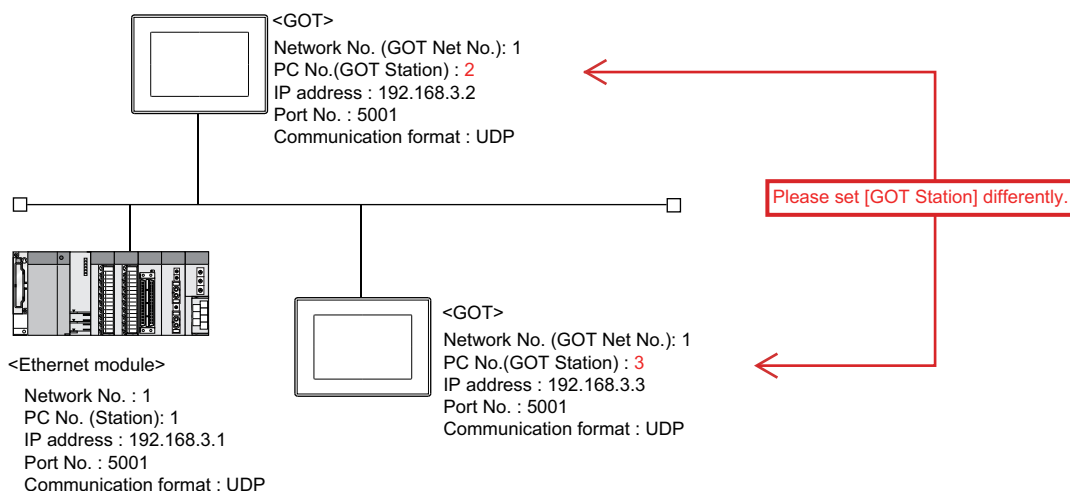 <GOT>
Network No. (GOT Net No.): 1
PC No.(GOT Station) : 2
IP address : 192.168.3.2
Port No. : 5001
Communication format : UDP
Please set [GOT Station] differently.
<GOT>
Network No. (GOT Net No.): 1
PC No.(GOT Station) : 3
IP address : 192.168.3.3
Port No. : 5001
Communication format : UDP
<Ethernet module>
Network No. : 1
PC No. (Station): 1
IP address : 192.168.3.1
Port No. : 5001
Communication format : UDP